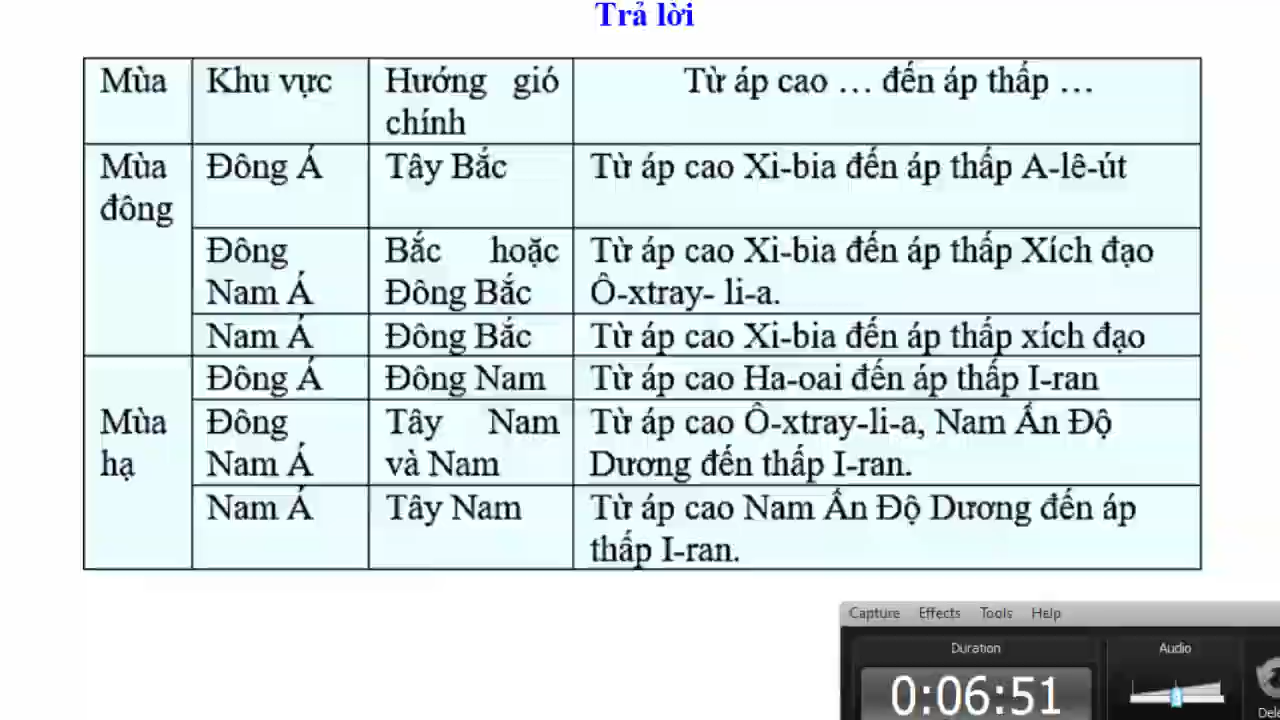 Trả lời
Mùa Khu vực Hướng gió chính Từ áp cao … đến áp thấp …
Mùa đông Đông Á Tây Bắc Từ áp cao Xi-bia đến áp thấp A-lê-út
Đông Nam Á Bắc hoặc Đông Bắc Từ áp cao Xi-bia đến áp thấp Xích đạo Ô-xtray- li-a.
Nam Á Đông Bắc Từ áp cao Xi-bia đến áp thấp xích đạo
Mùa hạ Đông Á Đông Nam Từ áp cao Ha-oai đến áp thấp I-ran
Đông Nam Á Tây Nam và Nam Từ áp cao Ô-xtray-li-a, Nam Ấn Độ Dương đến thấp I-ran.
Nam Á Tây Nam Từ áp cao Nam Ấn Độ Dương đến áp thấp I-ran.
Capture Effects Tools Help
Duration Audio
0:06:51